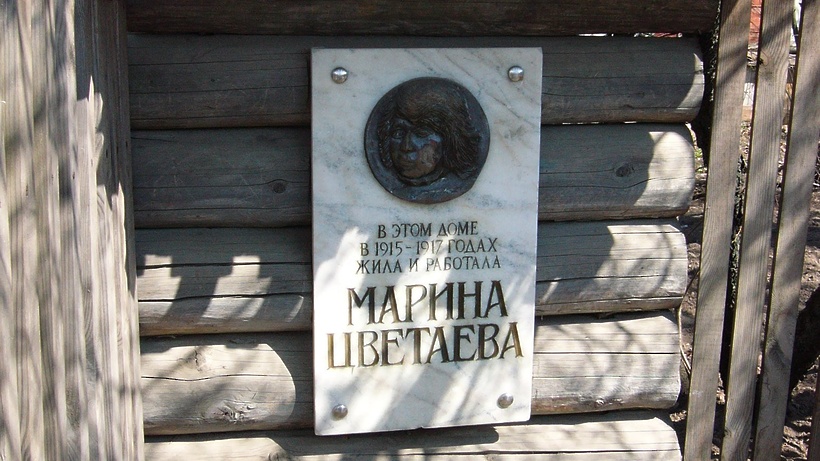 В ЭТОМ ДОМЕ
В 1915-1917 ГОДАХ
ЖИЛА И РАБОТАЛА
МАРИНА
ЦВЕТАЕВА